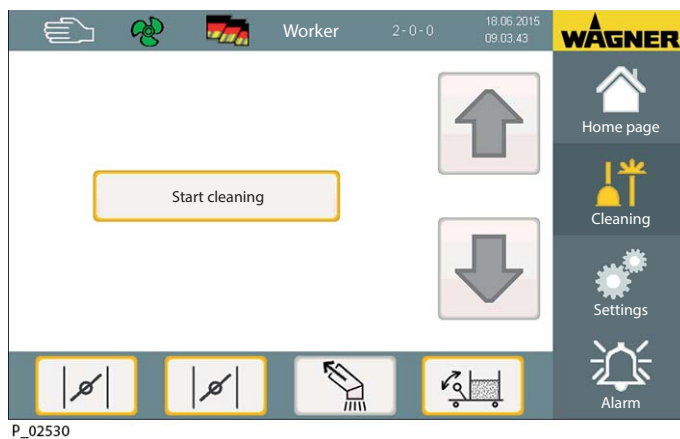 Worker
2-0-0
18.06.2015
09.03.43
WAGNER
Home page
Start cleaning
Cleaning
Settings
Alarm
P_02530